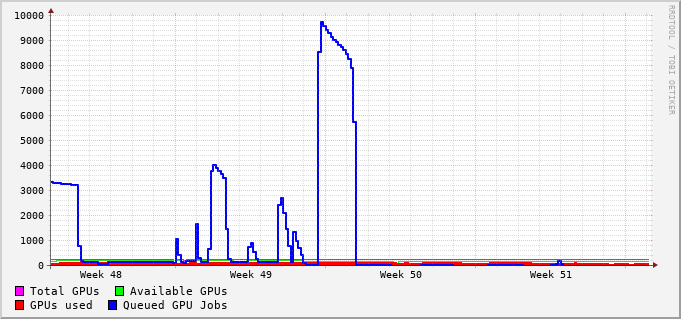 10000
9000
8000
7000
6000
5000
4000
3000
2000
1000
0
Week 48 Week 49 Week 50 Week 51
Total GPUs Available GPUs
GPUs used Queued GPU Jobs
RRDTOOL / TOBI OETIKER